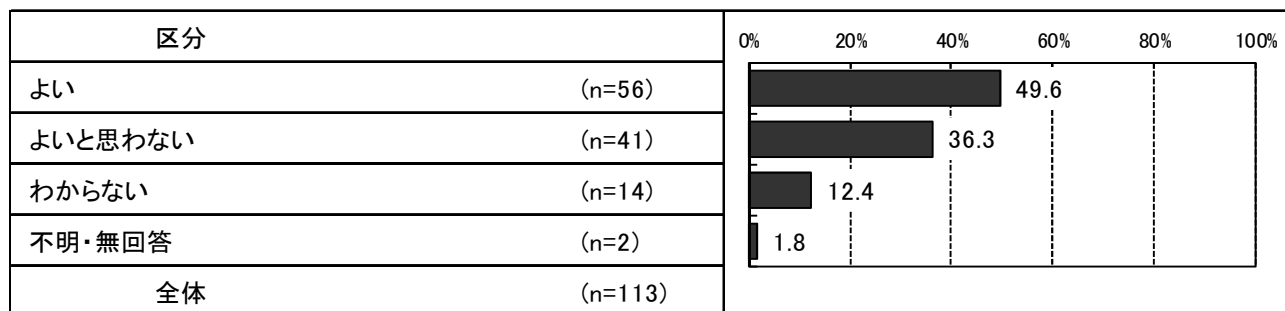 区分 0% 20% 40% 60% 80% 100%
よい (n=56) 49.6
よいと思わない (n=41) 36.3
わからない (n=14) 12.4
不明・無回答 (n=2) 1.8
全体 (n=113)